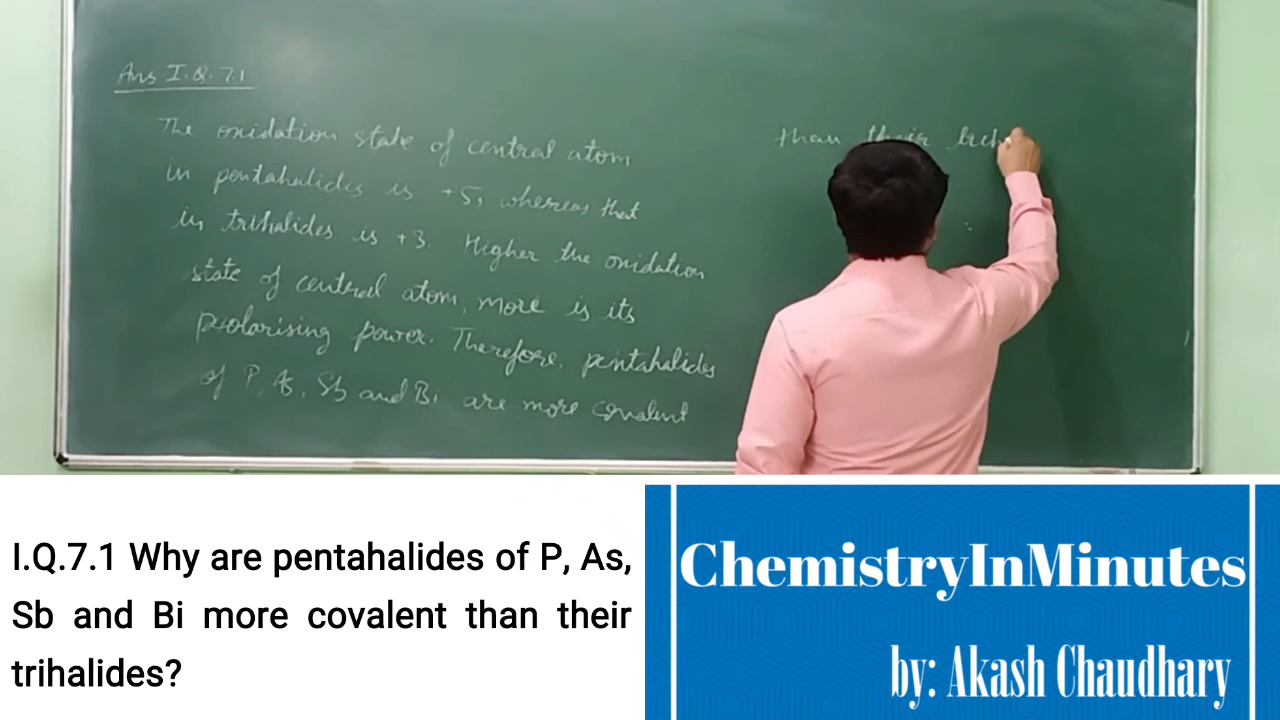 Ans I.Q. 7.1
The oxidation state of central atom
in pentahalides is +5, whereas that
in trihalides is +3. Higher the oxidation
state of central atom, more is its
polarising power. Therefore, pentahalides
of P, As, Sb and Bi are more covalent
than their
I.Q.7.1 Why are pentahalides of P, As,
Sb and Bi more covalent than their
trihalides?
ChemistryInMinutes
by: Akash Chaudhary